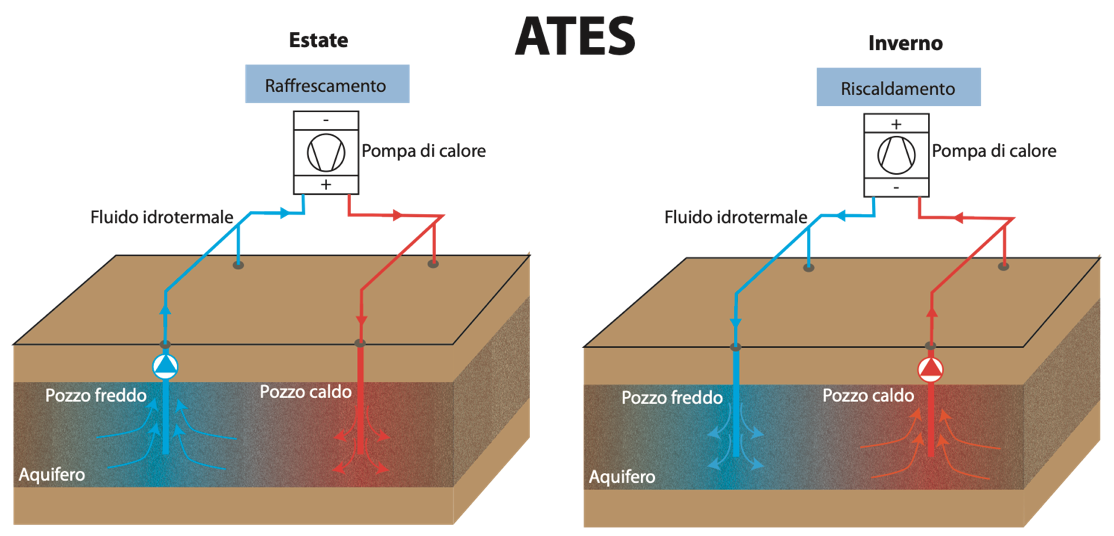 ATES
Estate
Raffrescamento
-
Pompa di calore
+
Fluido idrotermale
Pozzo freddo
Pozzo caldo
Aquifero
Inverno
Riscaldamento
+
Pompa di calore
-
Fluido idrotermale
Pozzo freddo
Pozzo caldo
Aquifero